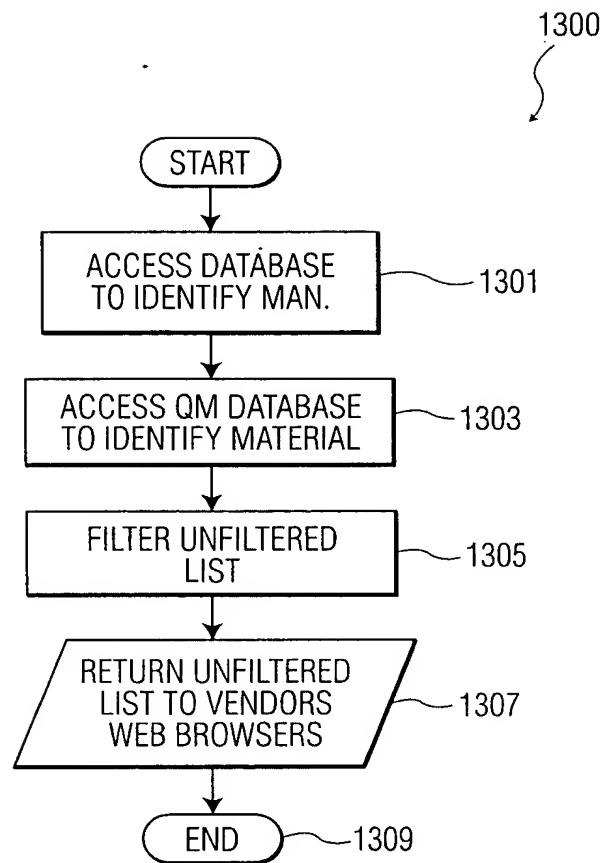 1300
START
ACCESS DATABASE
TO IDENTIFY MAN.
1301
ACCESS QM DATABASE
TO IDENTIFY MATERIAL
1303
FILTER UNFILTERED
LIST
1305
RETURN UNFILTERED
LIST TO VENDORS
WEB BROWSERS
1307
END
1309